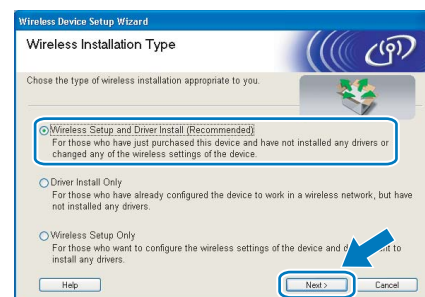 Wireless Device Setup Wizard
Wireless Installation Type
Chose the type of wireless installation appropriate to you.
Wireless Setup and Driver Install (Recommended)
For those who have just purchased this device and have not installed any drivers or
changed any of the wireless settings of the device.
Driver Install Only
For those who have already configured the device to work in a wireless network, but have
not installed any drivers.
Wireless Setup Only
For those who want to configure the wireless settings of the device and to
install any drivers.
Help
Next >
Cancel